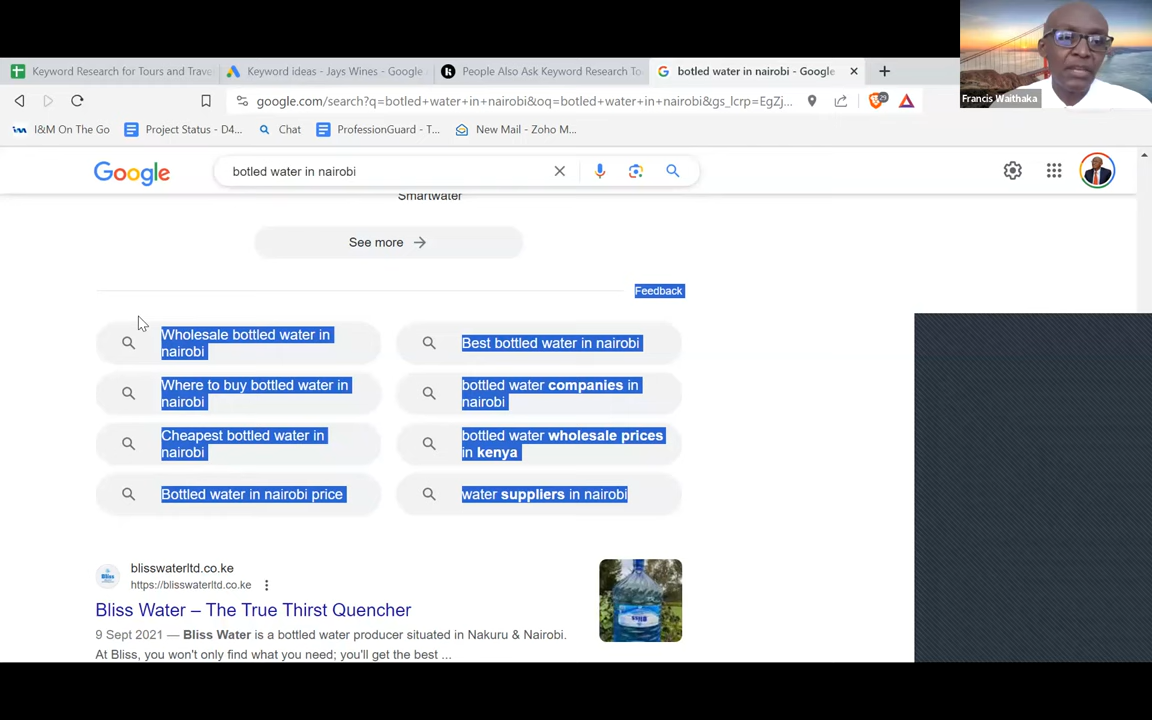 Keyword Research for Tours and Trave
Keyword ideas - Jays Wines - Google
People Also Ask Keyword Research To
botled water in nairobi - Google
google.com/search?q=botled+water+in+nairobi&oq=botled+water+in+nairobi&gs_lcrp=EgZj...
I&M On The Go
Project Status - D4...
Chat
ProfessionGuard - T...
New Mail - Zoho M...
Francis Waithaka
Google
botled water in nairobi
Smartwater
See more
Feedback
Wholesale bottled water in
nairobi
Best bottled water in nairobi
Where to buy bottled water in
nairobi
bottled water companies in
nairobi
Cheapest bottled water in
nairobi
bottled water wholesale prices
in kenya
Bottled water in nairobi price
water suppliers in nairobi
blisswaterltd.co.ke
https://blisswaterltd.co.ke
Bliss Water – The True Thirst Quencher
9 Sept 2021 — Bliss Water is a bottled water producer situated in Nakuru & Nairobi.
At Bliss, you won't only find what you need; you'll get the best ...